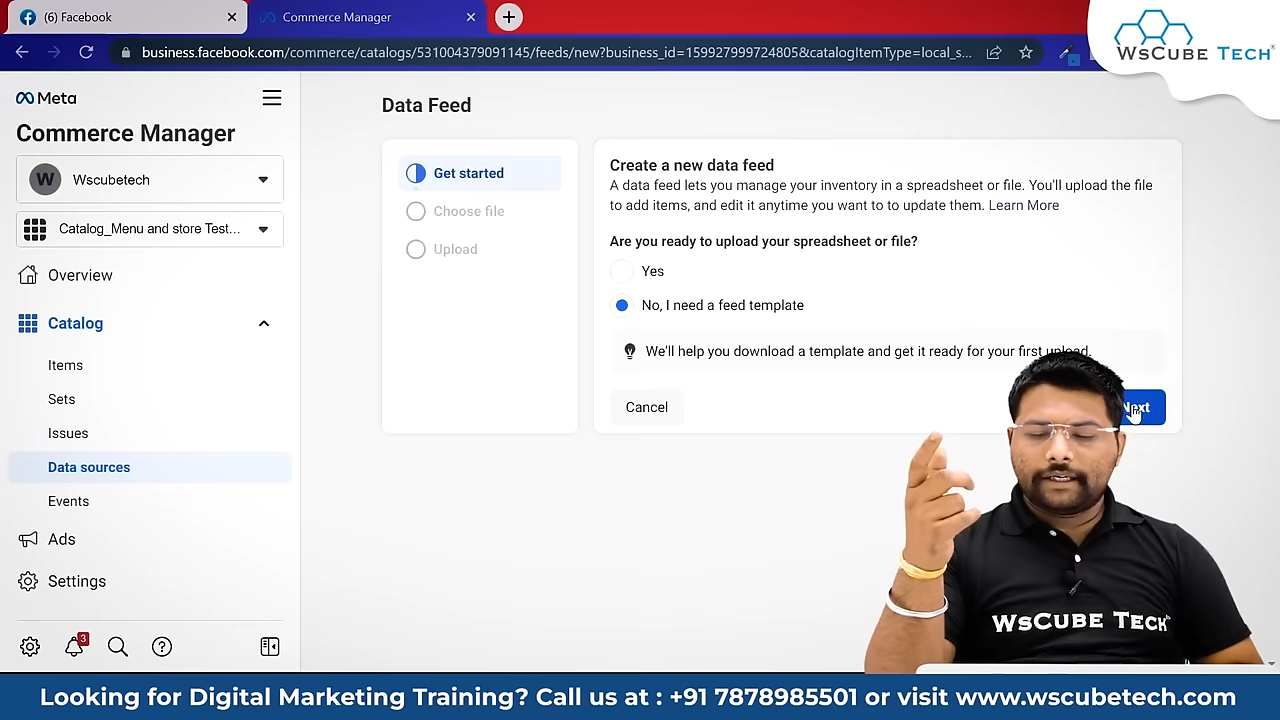 (6) Facebook
Commerce Manager
business.facebook.com/commerce/catalogs/531004379091145/feeds/new?business_id=159927999724805&catalogItemType=local_s...
WsCube Tech
Meta
Commerce Manager
W
Wscubetech
Catalog_Menu and store Test...
Overview
Catalog
Items
Sets
Issues
Data sources
Events
Ads
Settings
3
Data Feed
Get started
Choose file
Upload
Create a new data feed
A data feed lets you manage your inventory in a spreadsheet or file. You'll upload the file
to add items, and edit it anytime you want to to update them. Learn More
Are you ready to upload your spreadsheet or file?
Yes
No, I need a feed template
We'll help you download a template and get it ready for your first upload.
Cancel
Next
WsCube Tech
Looking for Digital Marketing Training? Call us at : +91 7878985501 or visit www.wscubetech.com